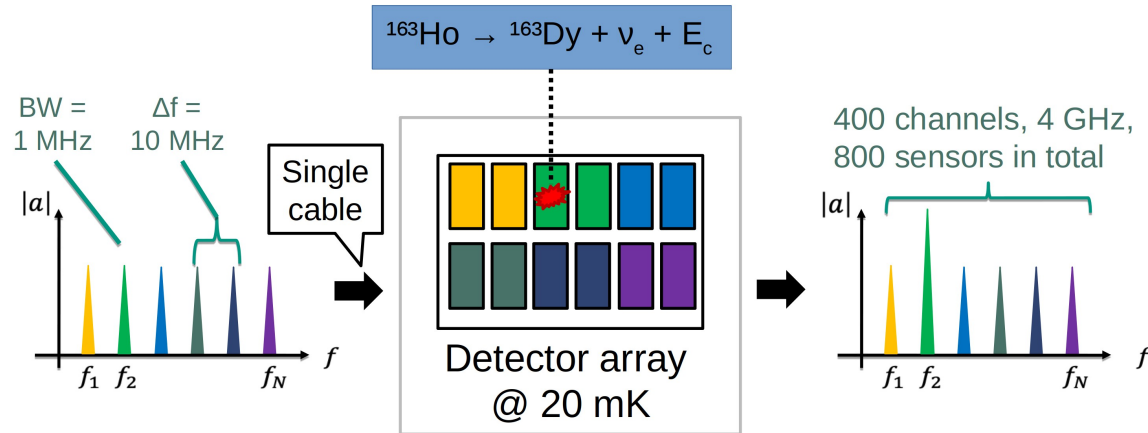 ¹⁶³Ho → ¹⁶³Dy + νₑ + E_c
BW =
1 MHz
Δf =
10 MHz
Single
cable
|a|
f
f₁ f₂ f_N
Detector array
@ 20 mK
400 channels, 4 GHz,
800 sensors in total
|a|
f
f₁ f₂ f_N